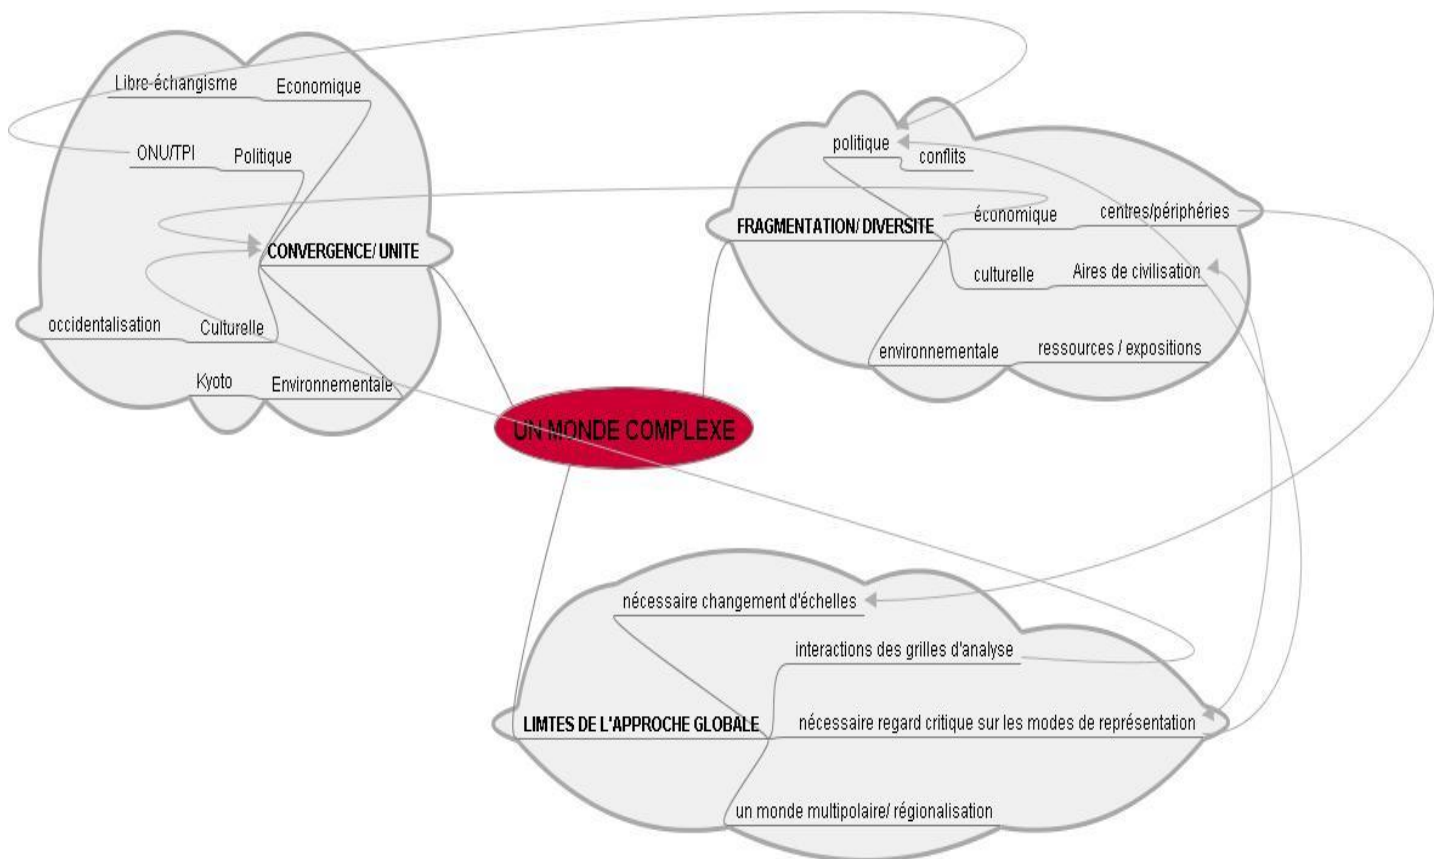 Libre-échangisme
Economique
ONU/TPI
Politique
CONVERGENCE/ UNITE
occidentalisation
Culturelle
Kyoto
Environnementale
politique
conflits
FRAGMENTATION/ DIVERSITE
économique
centres/périphéries
culturelle
Aires de civilisation
environnementale
ressources / expositions
UN MONDE COMPLEXE
nécessaire changement d'échelles
interactions des grilles d'analyse
LIMTES DE L'APPROCHE GLOBALE
nécessaire regard critique sur les modes de représentation
un monde multipolaire/ régionalisation